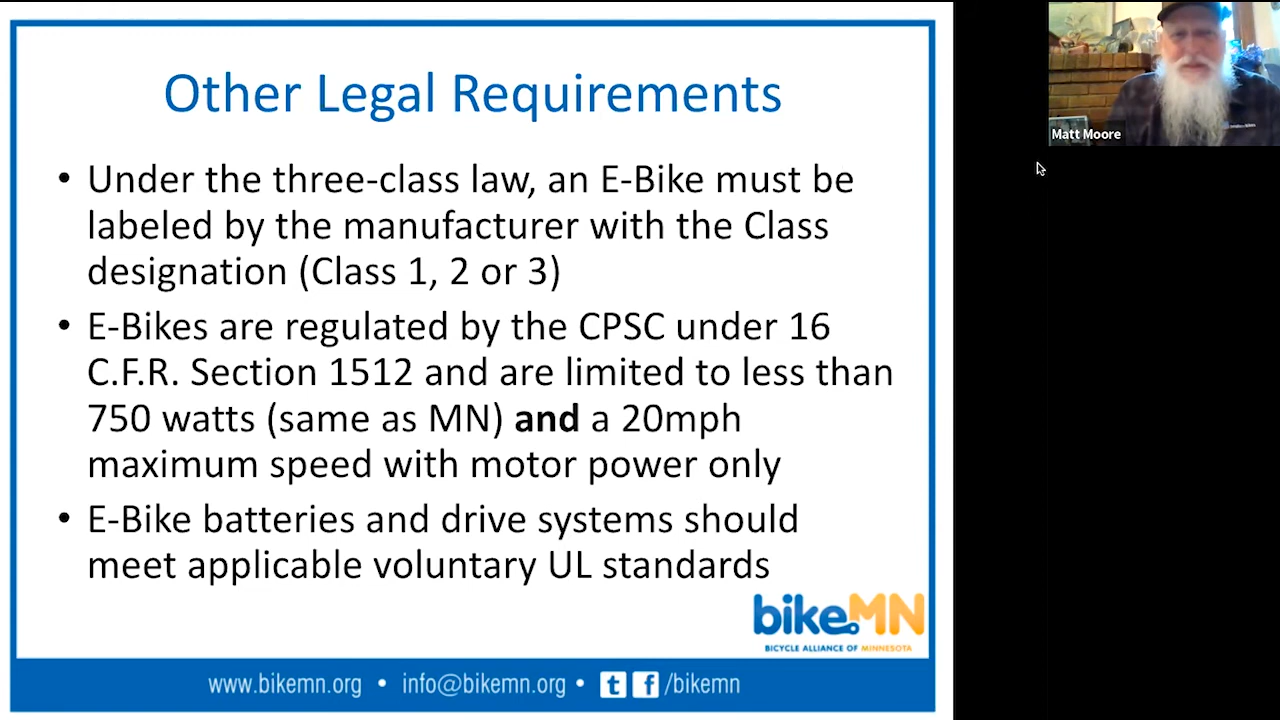 Other Legal Requirements
• Under the three-class law, an E-Bike must be
labeled by the manufacturer with the Class
designation (Class 1, 2 or 3)
• E-Bikes are regulated by the CPSC under 16
C.F.R. Section 1512 and are limited to less than
750 watts (same as MN) and a 20mph
maximum speed with motor power only
• E-Bike batteries and drive systems should
meet applicable voluntary UL standards
bikeMN
BICYCLE ALLIANCE OF MINNESOTA
www.bikemn.org • info@bikemn.org • t f /bikemn
Matt Moore